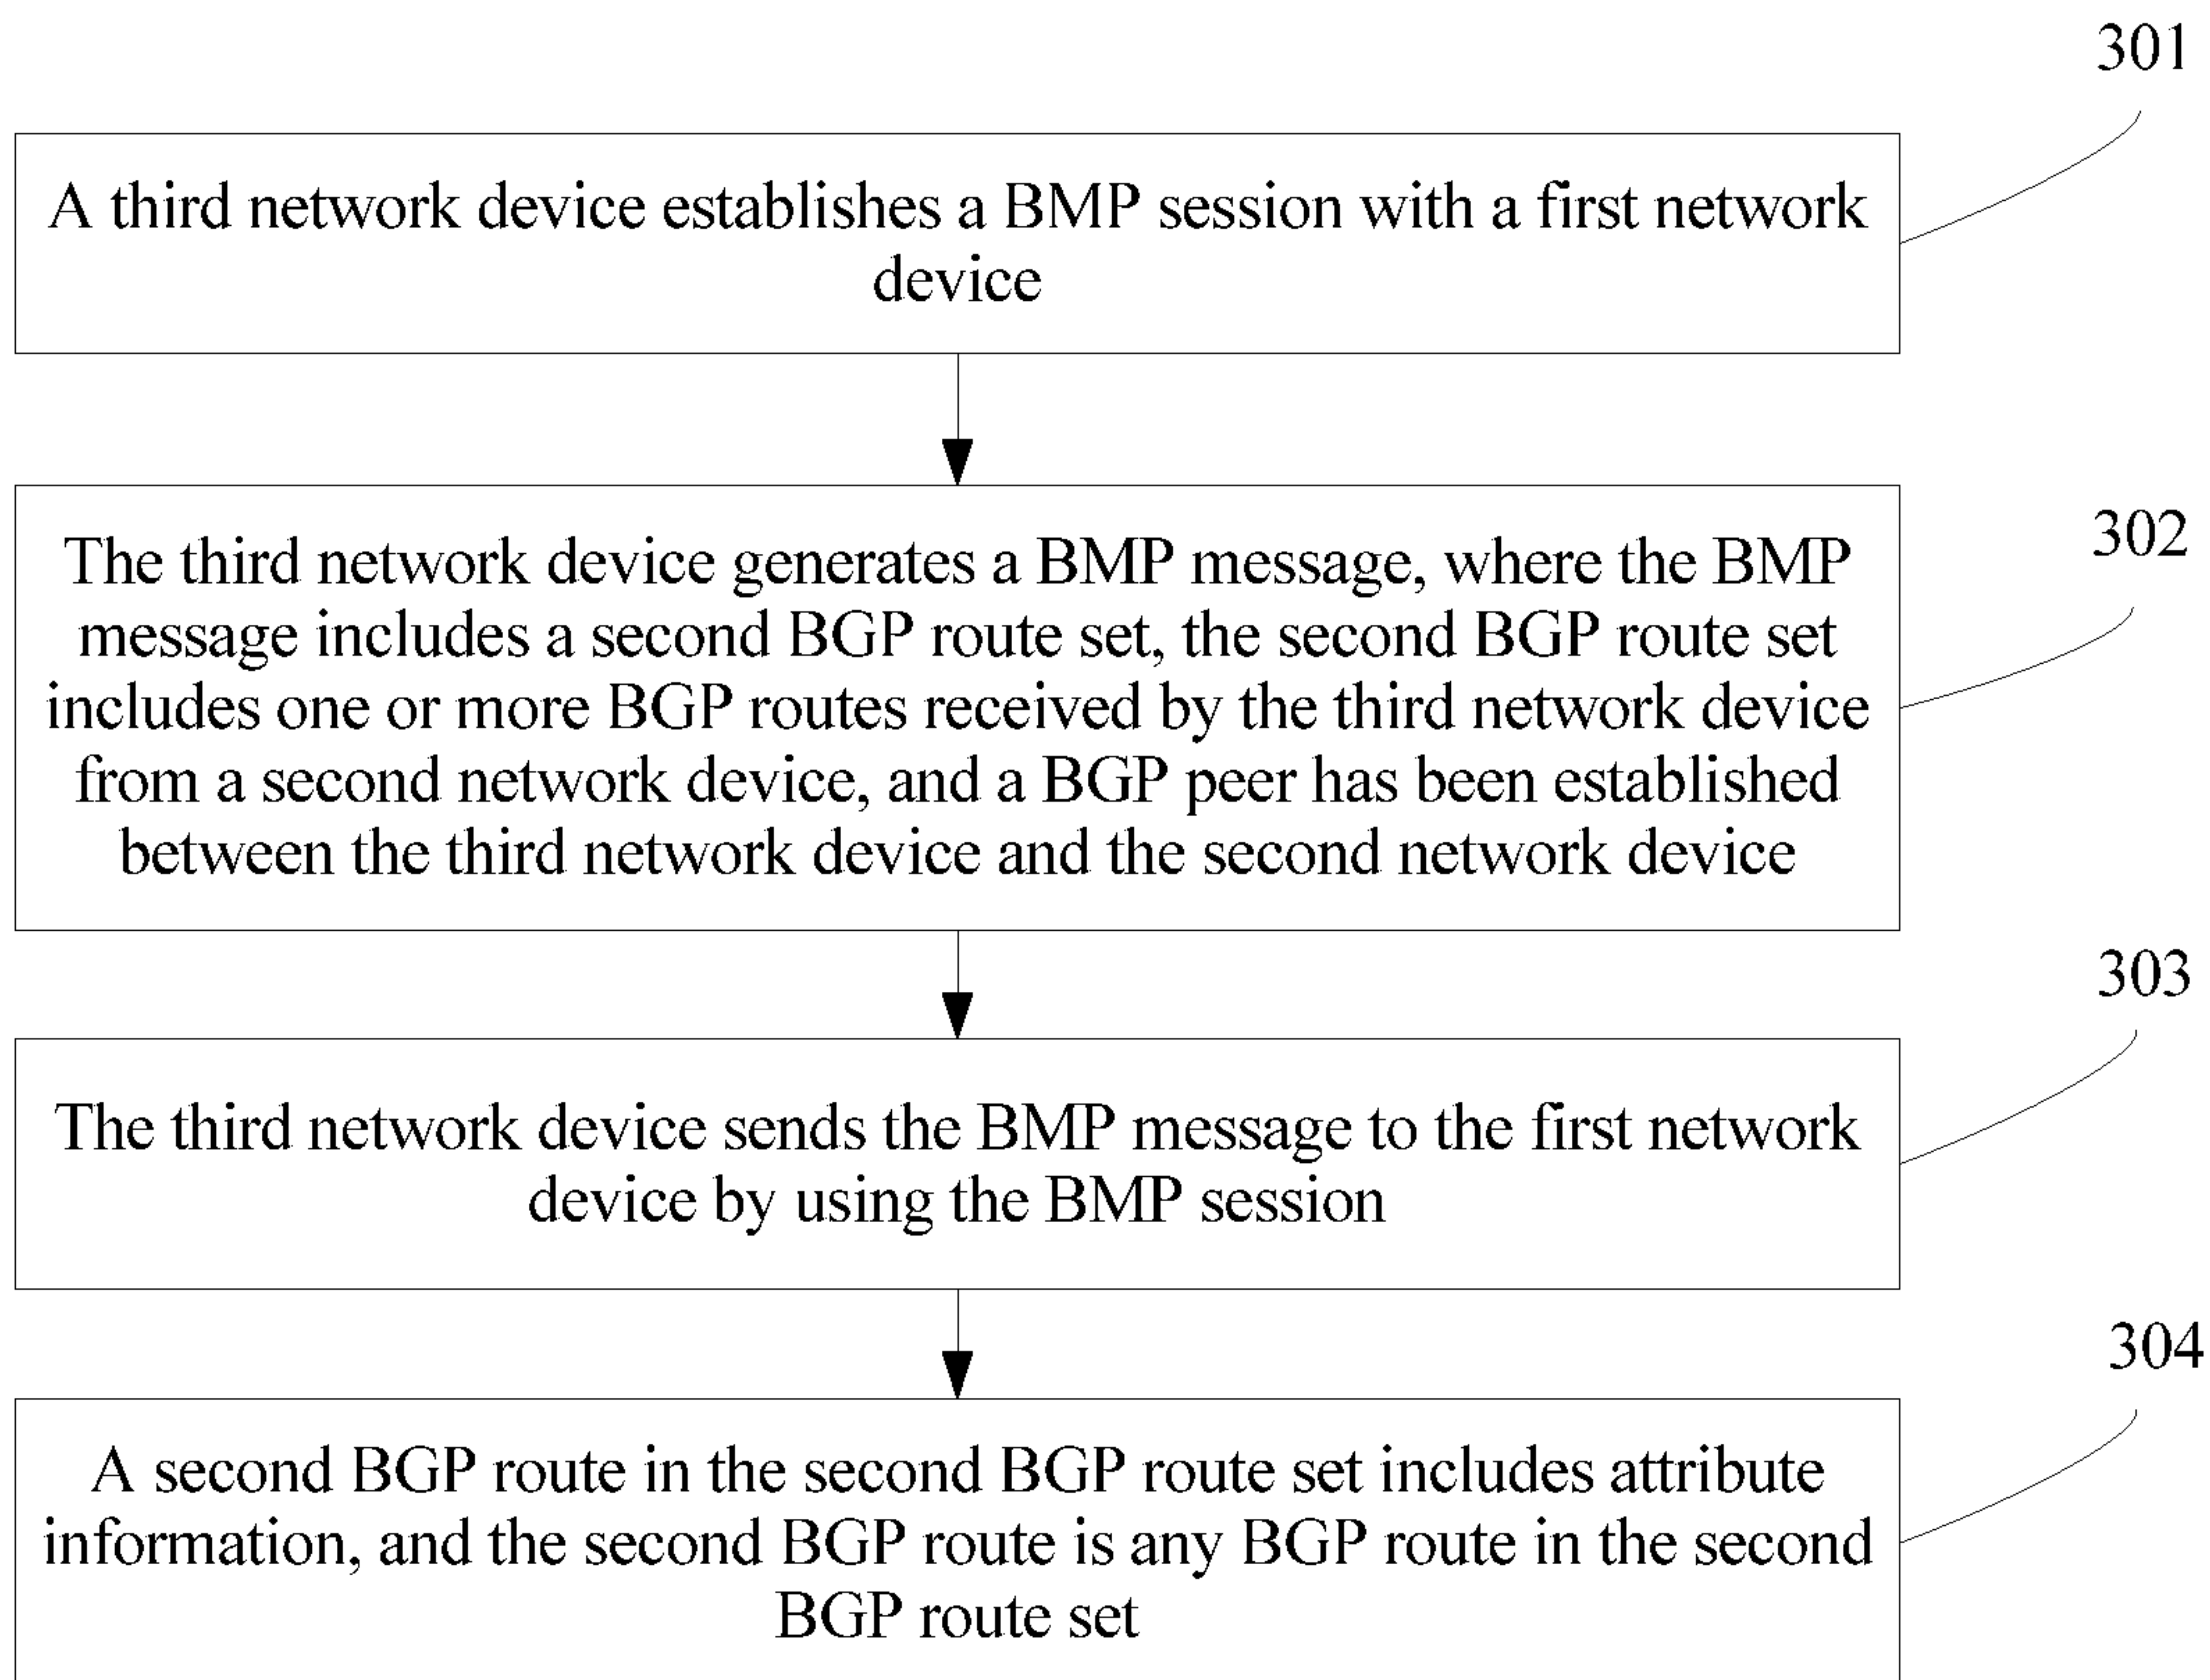 301
A third network device establishes a BMP session with a first network
device
302
The third network device generates a BMP message, where the BMP
message includes a second BGP route set, the second BGP route set
includes one or more BGP routes received by the third network device
from a second network device, and a BGP peer has been established
between the third network device and the second network device
303
The third network device sends the BMP message to the first network
device by using the BMP session
304
A second BGP route in the second BGP route set includes attribute
information, and the second BGP route is any BGP route in the second
BGP route set